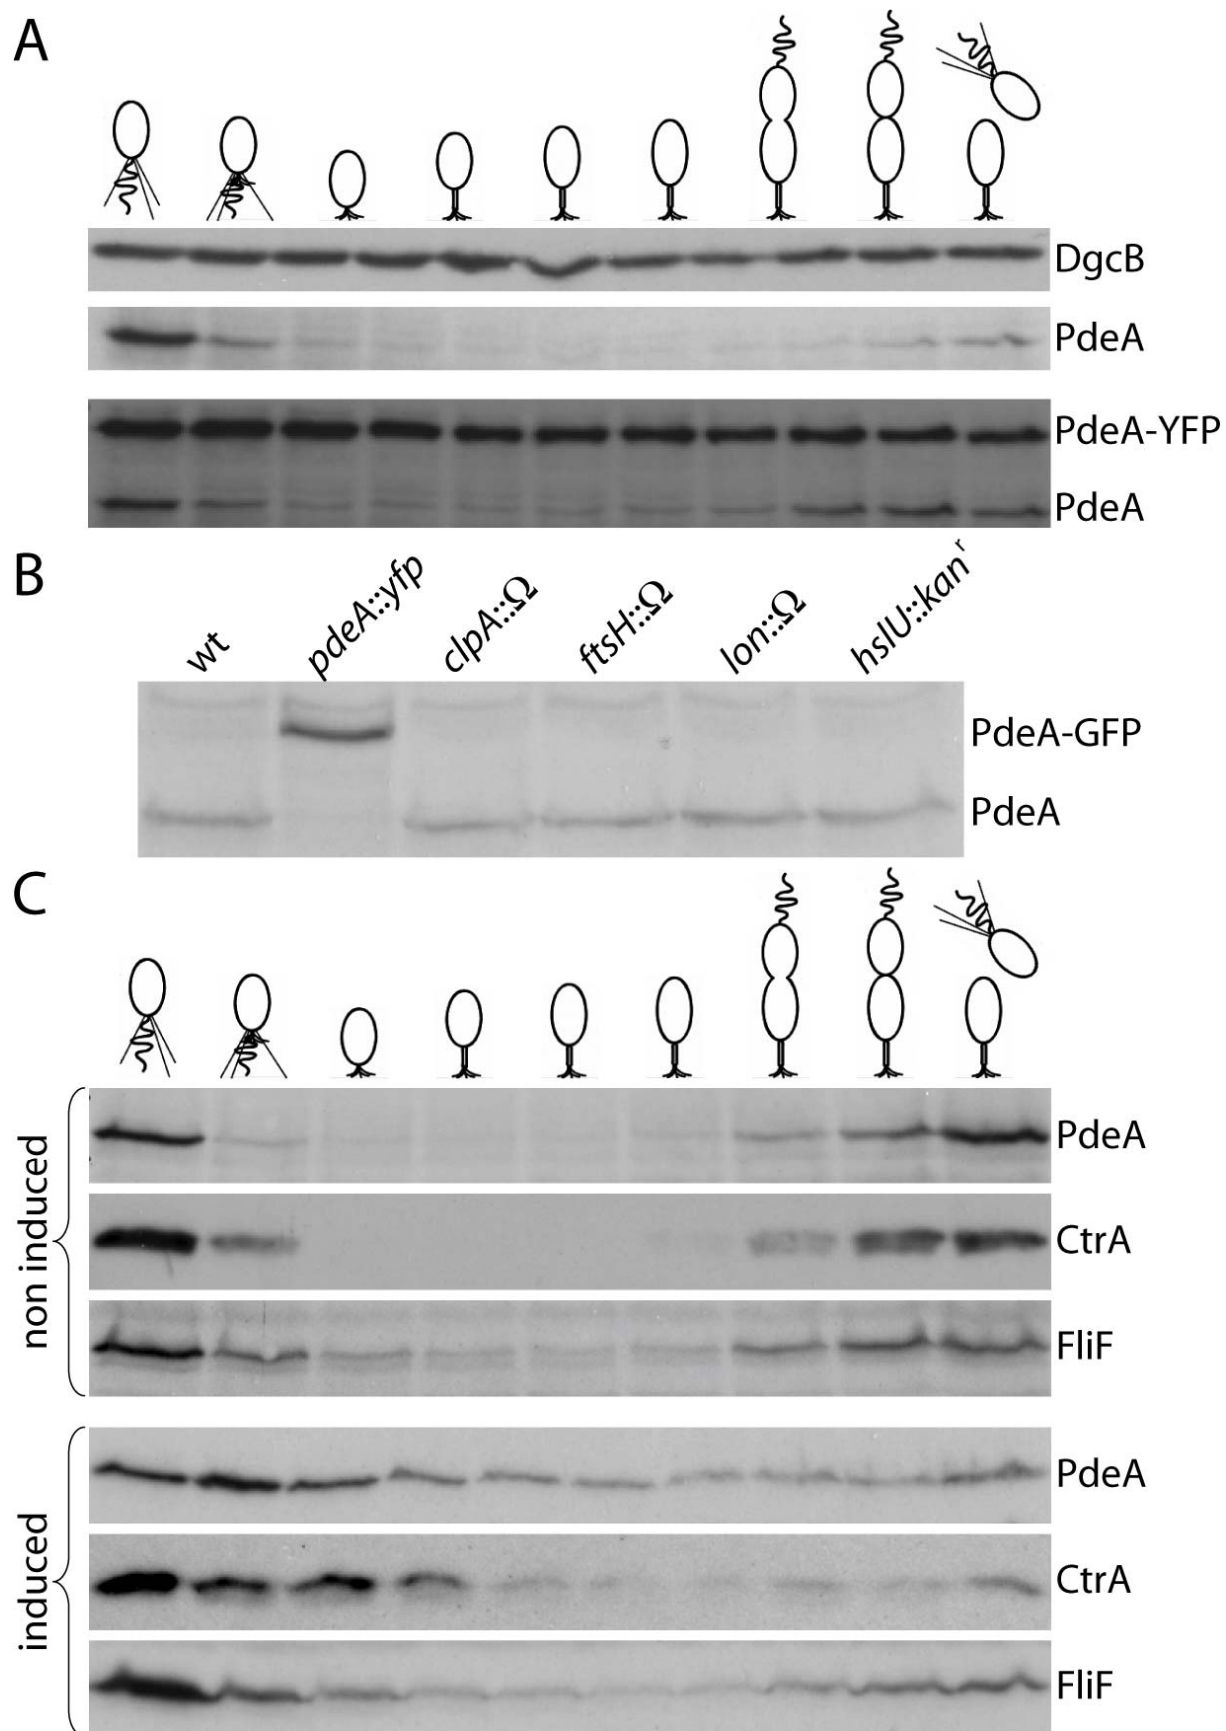 A
DgcB
PdeA
PdeA-YFP
PdeA
B
wt
pdeA::yfp
clpA::Ω
ftsH::Ω
lon::Ω
hslU::kanʳ
PdeA-GFP
PdeA
C
non induced
PdeA
CtrA
FliF
induced
PdeA
CtrA
FliF